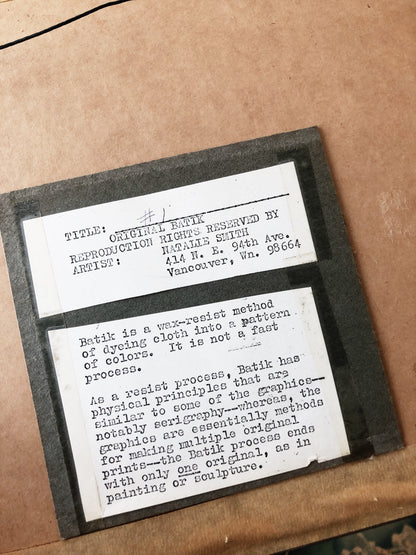 TITLE: #1
ORIGINAL BATIK
REPRODUCTION RIGHTS RESERVED BY
ARTIST: NATALIE SMITH
414 N. E. 94th Ave.
Vancouver, Wn. 98664
Batik is a wax-resist method
of dyeing cloth into a pattern
of colors. It is not a fast
process.
As a resist process, Batik has
physical principles that are
similar to some of the graphics--
notably serigraphy--whereas, the
graphics are essentially methods
for making multiple original
prints--the Batik process ends
with only one original, as in
painting or sculpture.